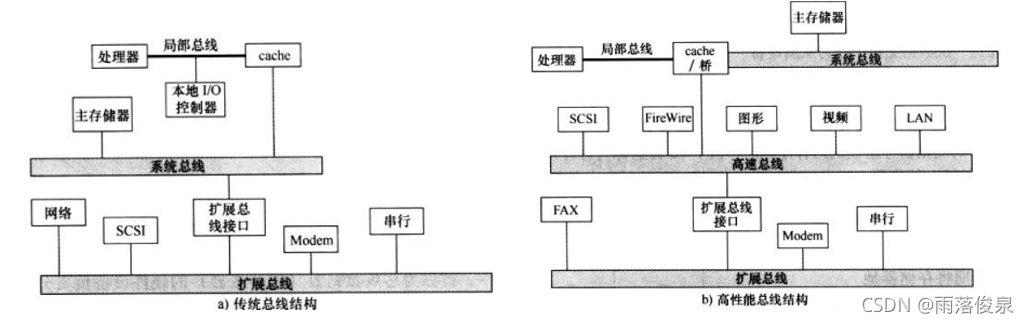 局部总线
处理器
cache
本地 I/O
控制器
主存储器
系统总线
网络
SCSI
扩展总
线接口
Modem
串行
扩展总线
a) 传统总线结构
主存储器
局部总线
处理器
cache
/ 桥
系统总线
SCSI
FireWire
图形
视频
LAN
高速总线
FAX
扩展总线
接口
Modem
串行
扩展总线
b) 高性能总线结构
CSDN @雨落俊泉